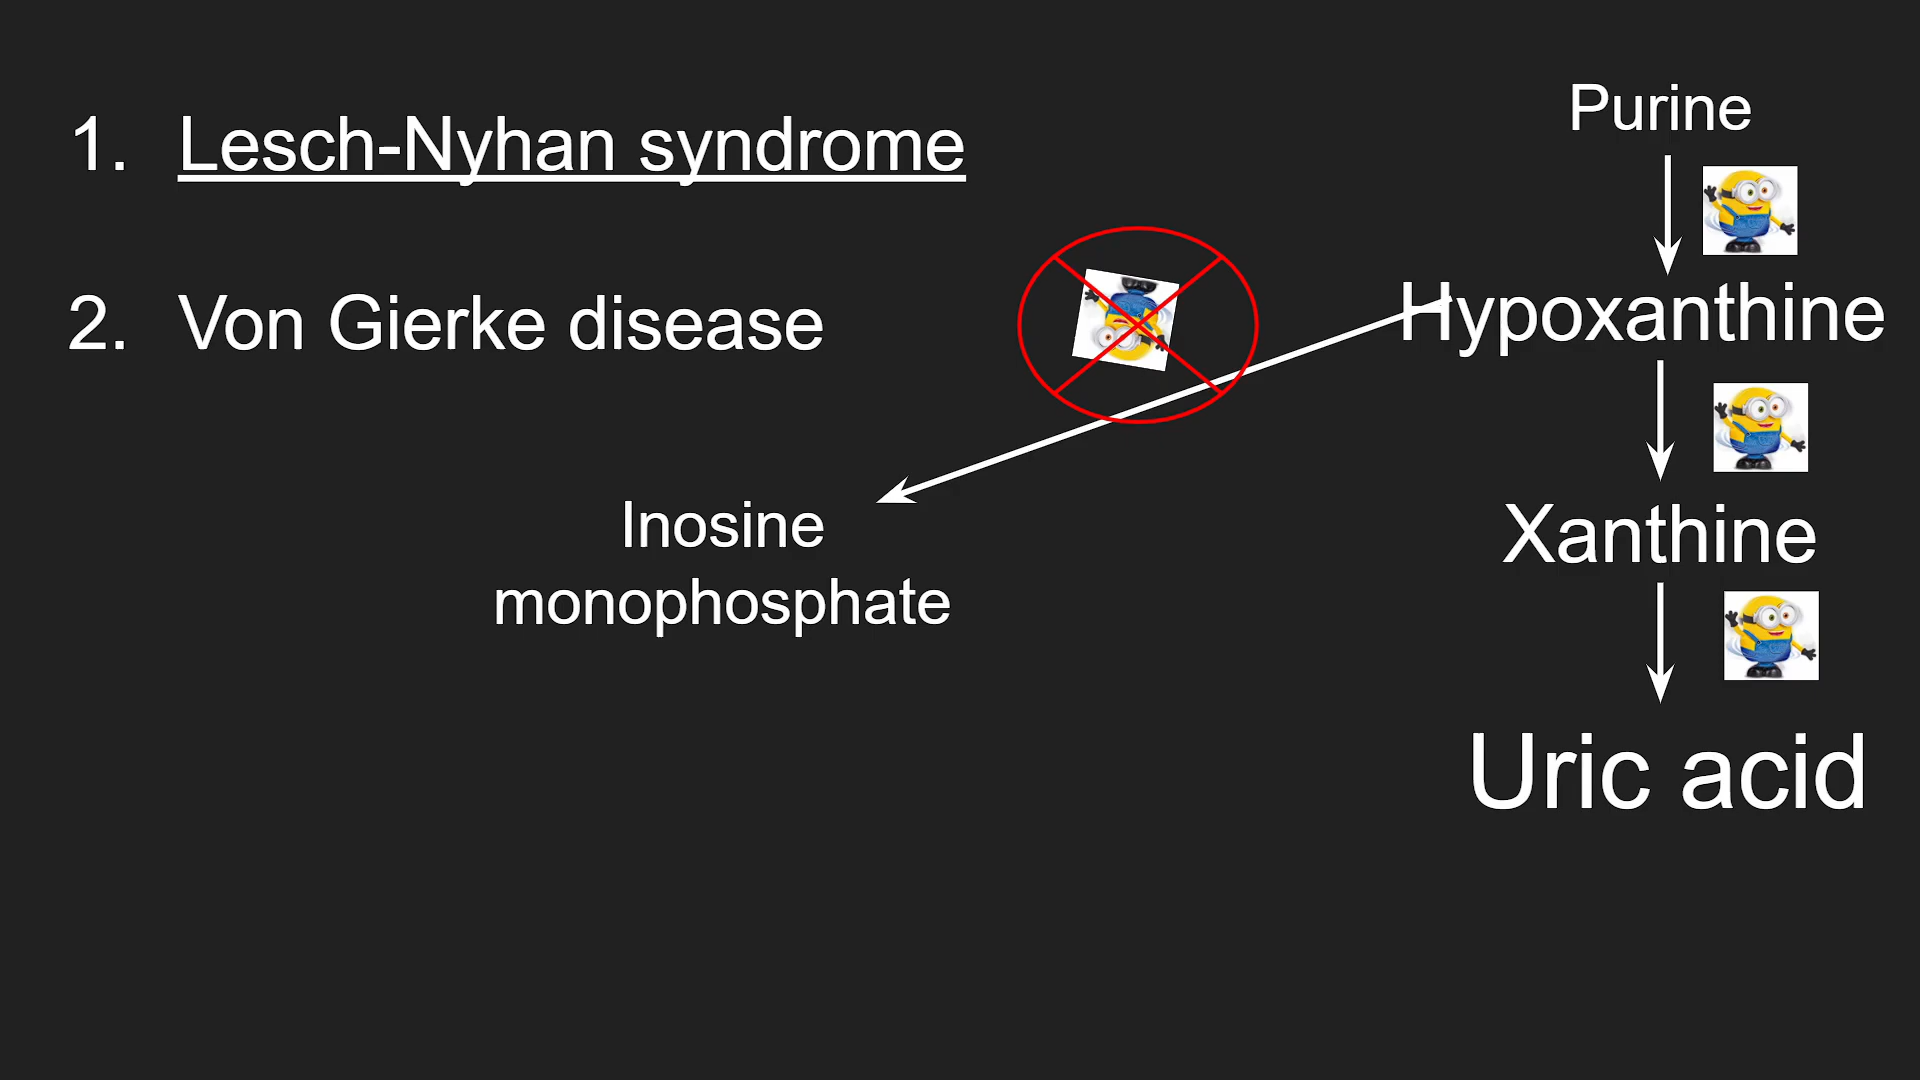 1. Lesch-Nyhan syndrome
2. Von Gierke disease
Inosine
monophosphate
Purine
Hypoxanthine
Xanthine
Uric acid